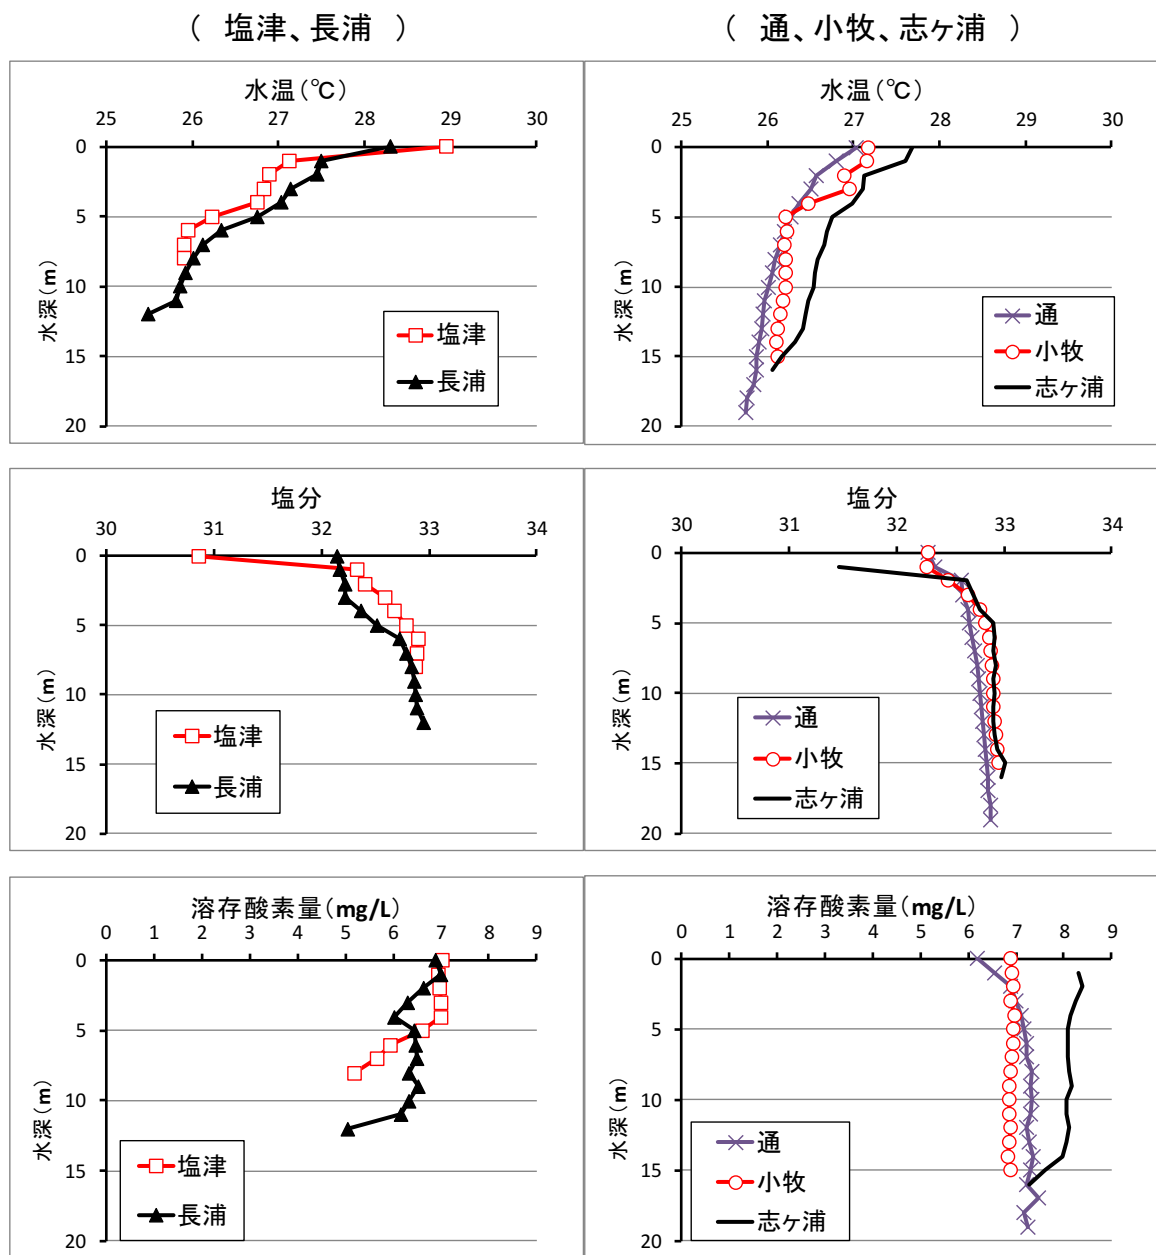 ( 塩津、長浦 )
( 通、小牧、志ヶ浦 )
水温(℃)
25 26 27 28 29 30
0
5
10
15
20
水深(m)
塩津
長浦
水温(℃)
25 26 27 28 29 30
0
5
10
15
20
水深(m)
通
小牧
志ヶ浦
塩分
30 31 32 33 34
0
5
10
15
20
水深(m)
塩津
長浦
塩分
30 31 32 33 34
0
5
10
15
20
水深(m)
通
小牧
志ヶ浦
溶存酸素量(mg/L)
0 1 2 3 4 5 6 7 8 9
0
5
10
15
20
水深(m)
塩津
長浦
溶存酸素量(mg/L)
0 1 2 3 4 5 6 7 8 9
0
5
10
15
20
水深(m)
通
小牧
志ヶ浦